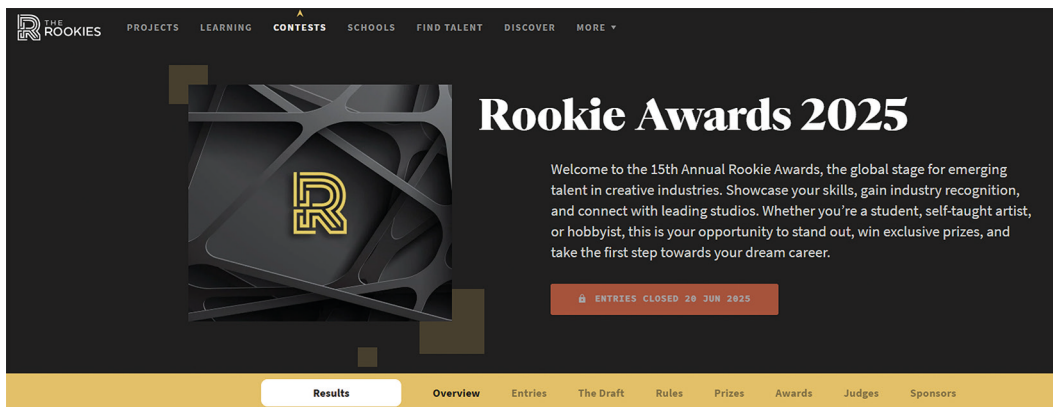 THE
ROOKIES
PROJECTS LEARNING CONTESTS SCHOOLS FIND TALENT DISCOVER MORE
Rookie Awards 2025
Welcome to the 15th Annual Rookie Awards, the global stage for emerging
talent in creative industries. Showcase your skills, gain industry recognition,
and connect with leading studios. Whether you're a student, self-taught artist,
or hobbyist, this is your opportunity to stand out, win exclusive prizes, and
take the first step towards your dream career.
R
ENTRIES CLOSED 20 JUN 2025
Results Overview Entries The Draft Rules Prizes Awards Judges Sponsors